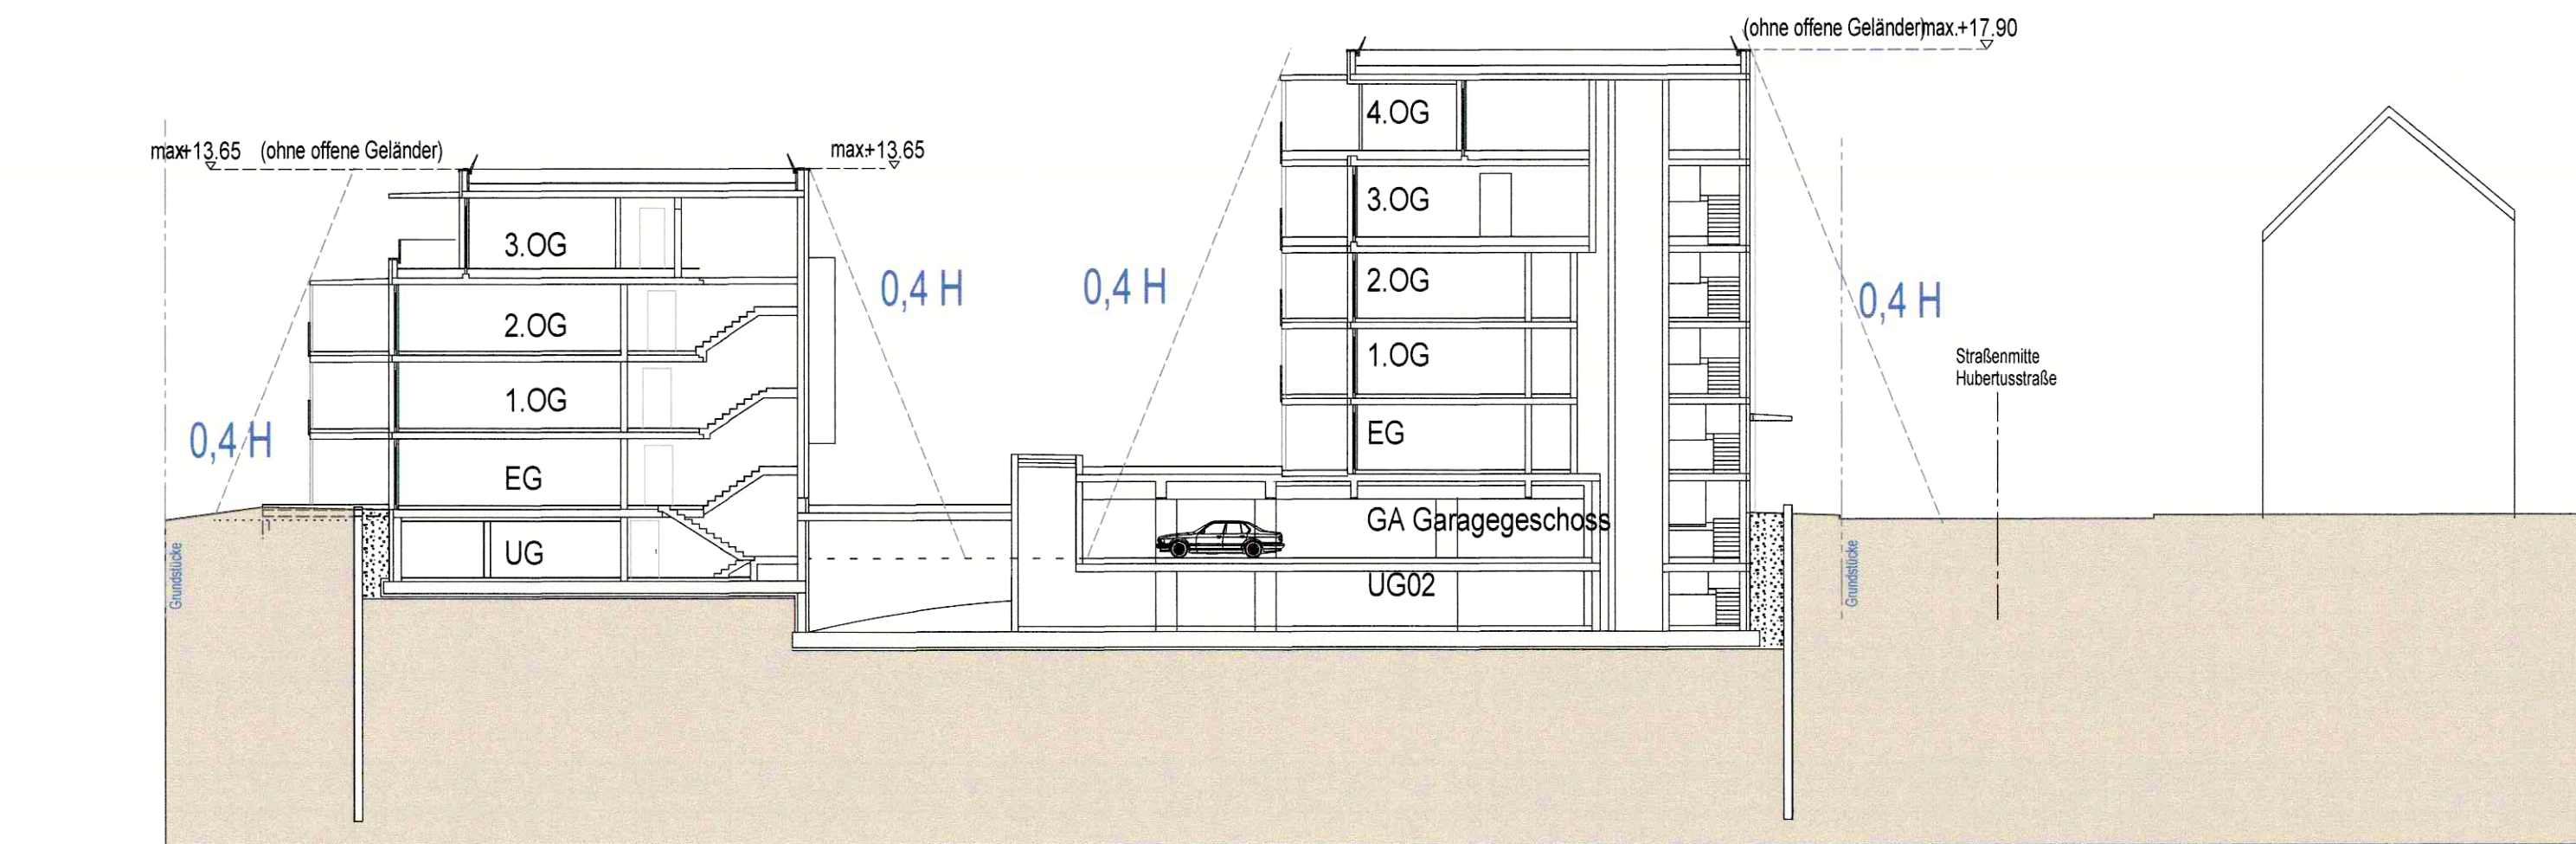 (ohne offene Geländer)max.+17.90
max+13.65 (ohne offene Geländer)
max.+13.65
4.OG
3.OG
2.OG
1.OG
EG
GA Garagegeschoss
UG02
3.OG
2.OG
1.OG
EG
UG
0,4 H
0,4 H
0,4 H
0,4 H
Straßenmitte
Hubertusstraße
Grundstücke
Grundstücke